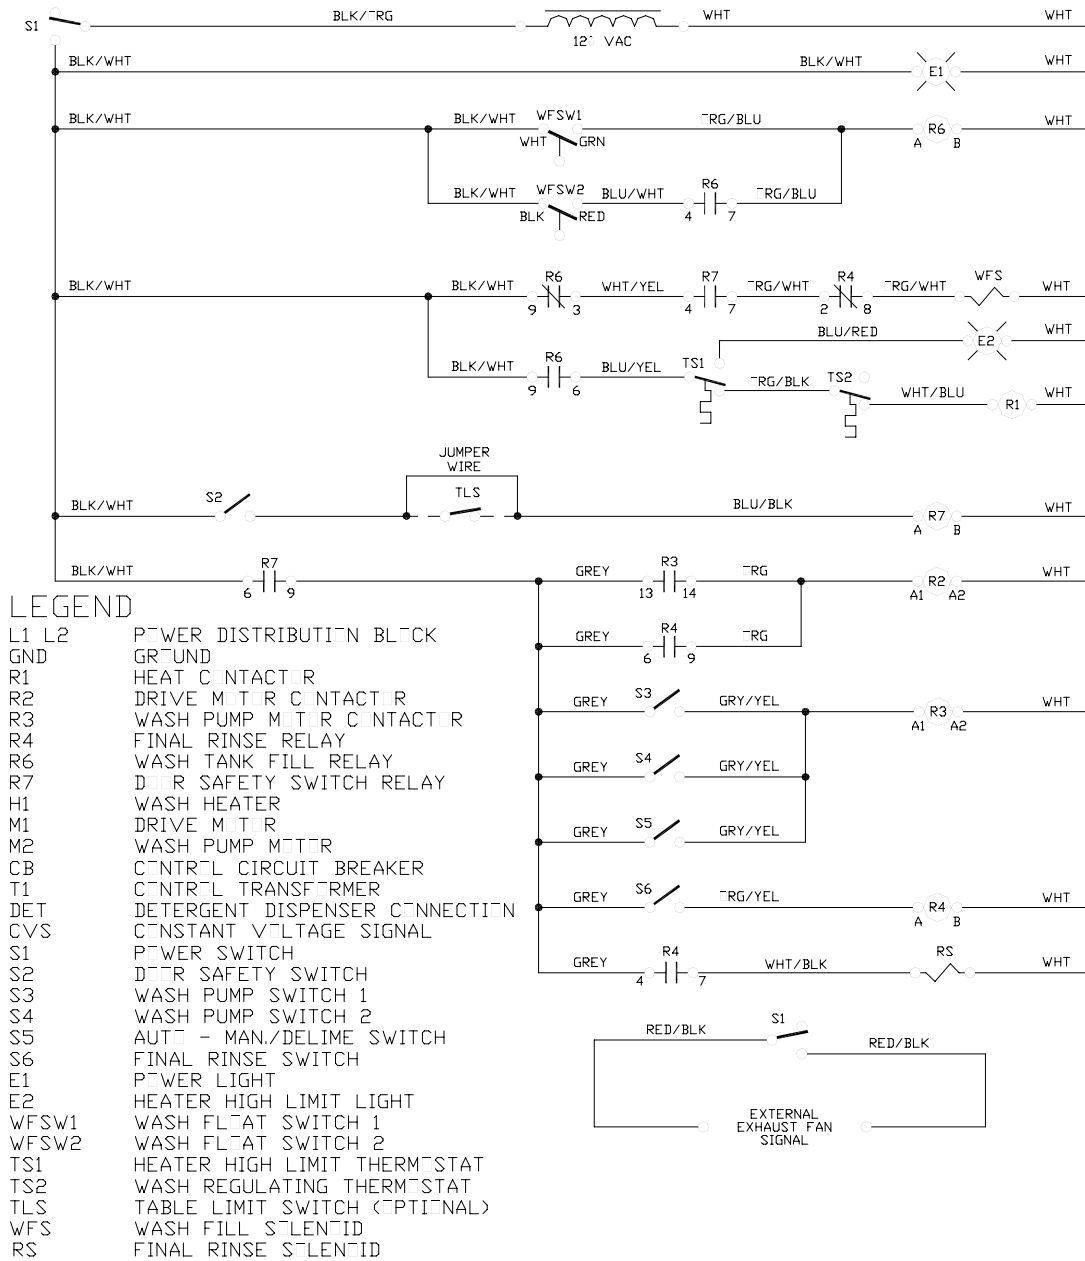 S1 BLK/ORG 120 VAC WHT WHT
BLK/WHT BLK/WHT E1 WHT
BLK/WHT BLK/WHT WFSW1 ORG/BLU R6 WHT
WHT GRN A B
BLK/WHT WFSW2 BLU/WHT R6 ORG/BLU
BLK RED 4 7
BLK/WHT BLK/WHT R6 WHT/YEL R7 ORG/WHT R4 ORG/WHT WFS WHT
9 3 4 7 2 8
BLU/RED E2 WHT
BLK/WHT R6 BLU/YEL TS1 ORG/BLK TS2 WHT/BLU R1 WHT
9 6
JUMPER
WIRE
BLK/WHT S2 TLS BLU/BLK R7 WHT
A B
BLK/WHT R7 GREY R3 ORG R2 WHT
6 9 13 14 A1 A2
GREY R4 ORG
6 9
GREY S3 GRY/YEL R3 WHT
A1 A2
GREY S4 GRY/YEL
GREY S5 GRY/YEL
GREY S6 ORG/YEL R4 WHT
A B
GREY R4 WHT/BLK RS WHT
4 7
RED/BLK S1 RED/BLK
EXTERNAL
EXHAUST FAN
SIGNAL
LEGEND
L1 L2 POWER DISTRIBUTION BLOCK
GND GROUND
R1 HEAT CONTACTOR
R2 DRIVE MOTOR CONTACTOR
R3 WASH PUMP MOTOR CONTACTOR
R4 FINAL RINSE RELAY
R6 WASH TANK FILL RELAY
R7 DOOR SAFETY SWITCH RELAY
H1 WASH HEATER
M1 DRIVE MOTOR
M2 WASH PUMP MOTOR
CB CONTROL CIRCUIT BREAKER
T1 CONTROL TRANSFORMER
DET DETERGENT DISPENSER CONNECTION
CVS CONSTANT VOLTAGE SIGNAL
S1 POWER SWITCH
S2 DOOR SAFETY SWITCH
S3 WASH PUMP SWITCH 1
S4 WASH PUMP SWITCH 2
S5 AUTO - MAN./DELIME SWITCH
S6 FINAL RINSE SWITCH
E1 POWER LIGHT
E2 HEATER HIGH LIMIT LIGHT
WFSW1 WASH FLOAT SWITCH 1
WFSW2 WASH FLOAT SWITCH 2
TS1 HEATER HIGH LIMIT THERMOSTAT
TS2 WASH REGULATING THERMOSTAT
TLS TABLE LIMIT SWITCH (OPTIONAL)
WFS WASH FILL SOLENOID
RS FINAL RINSE SOLENOID